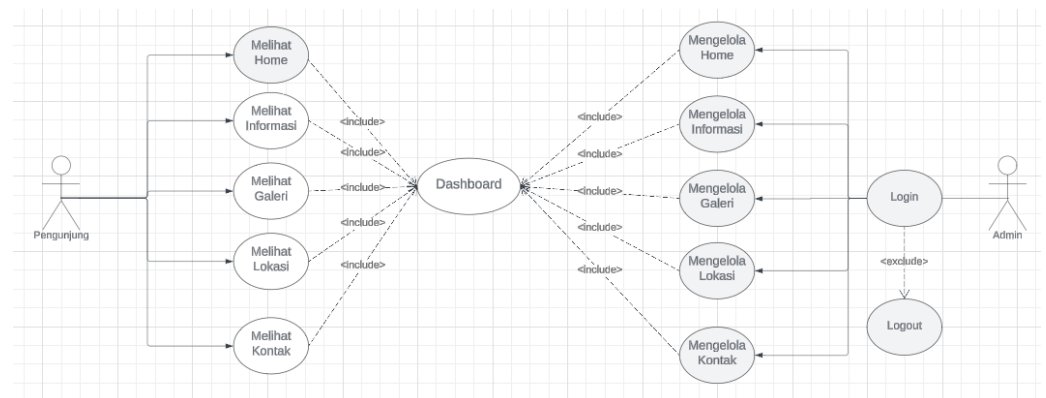 Melihat
Home
Melihat
Informasi
Melihat
Galeri
Melihat
Lokasi
Melihat
Kontak
Pengunjung
<include>
<include>
<include>
<include>
<include>
Dashboard
<include>
<include>
<include>
<include>
<include>
Mengelola
Home
Mengelola
Informasi
Mengelola
Galeri
Mengelola
Lokasi
Mengelola
Kontak
Login
<exclude>
Logout
Admin